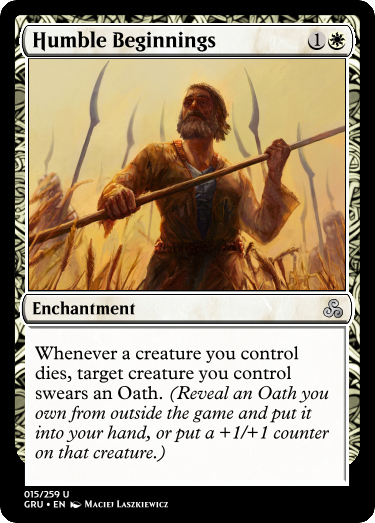 Humble Beginnings 1
Enchantment
Whenever a creature you control
dies, target creature you control
swears an Oath. (Reveal an Oath you
own from outside the game and put it
into your hand, or put a +1/+1 counter
on that creature.)
015/259 U
GRU • EN Maciej Laszkiewicz